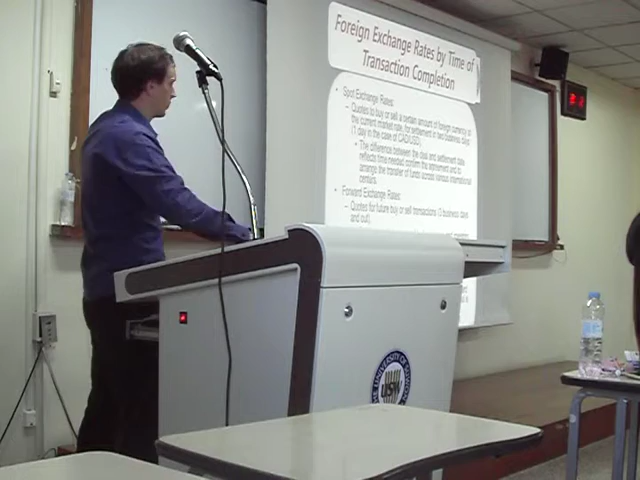 Foreign Exchange Rates by Time of
Transaction Completion
• Spot Exchange Rates:
– Quotes to buy or sell a certain amount of foreign currency at
the current market rate, for settlement in two business days
(1 day in the case of CAD/USD)
• The difference between the deal and settlement date
reflects time needed confirm the settlement and to
arrange the transfer of funds across various international
centers.
• Forward Exchange Rates:
– Quotes for future buy or sell transactions (3 business days
and out).
THE UNIVERSITY OF
USM